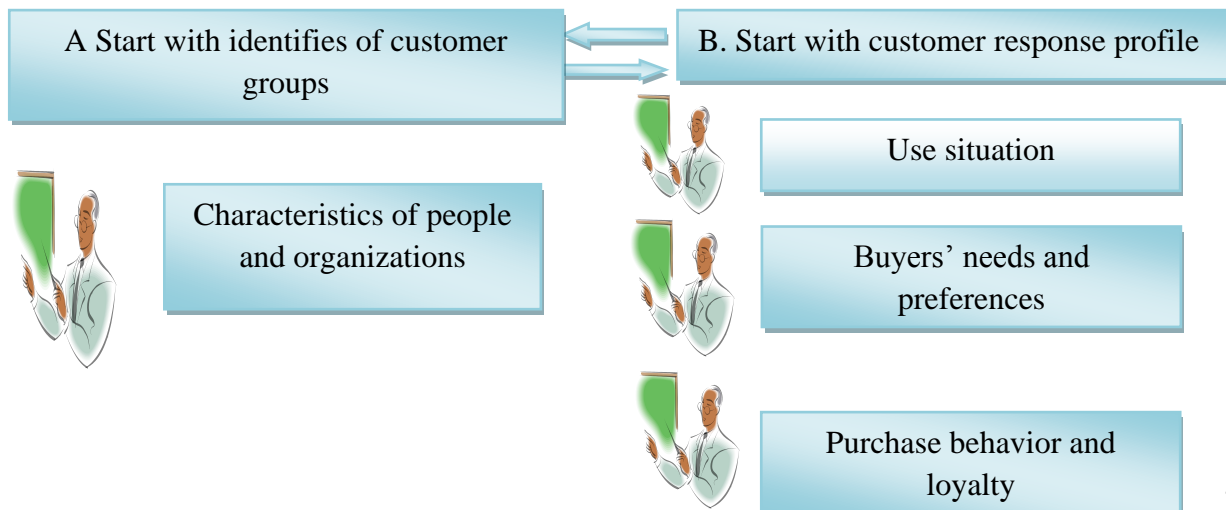 A Start with identifies of customer
groups
Characteristics of people
and organizations
B. Start with customer response profile
Use situation
Buyers’ needs and
preferences
Purchase behavior and
loyalty